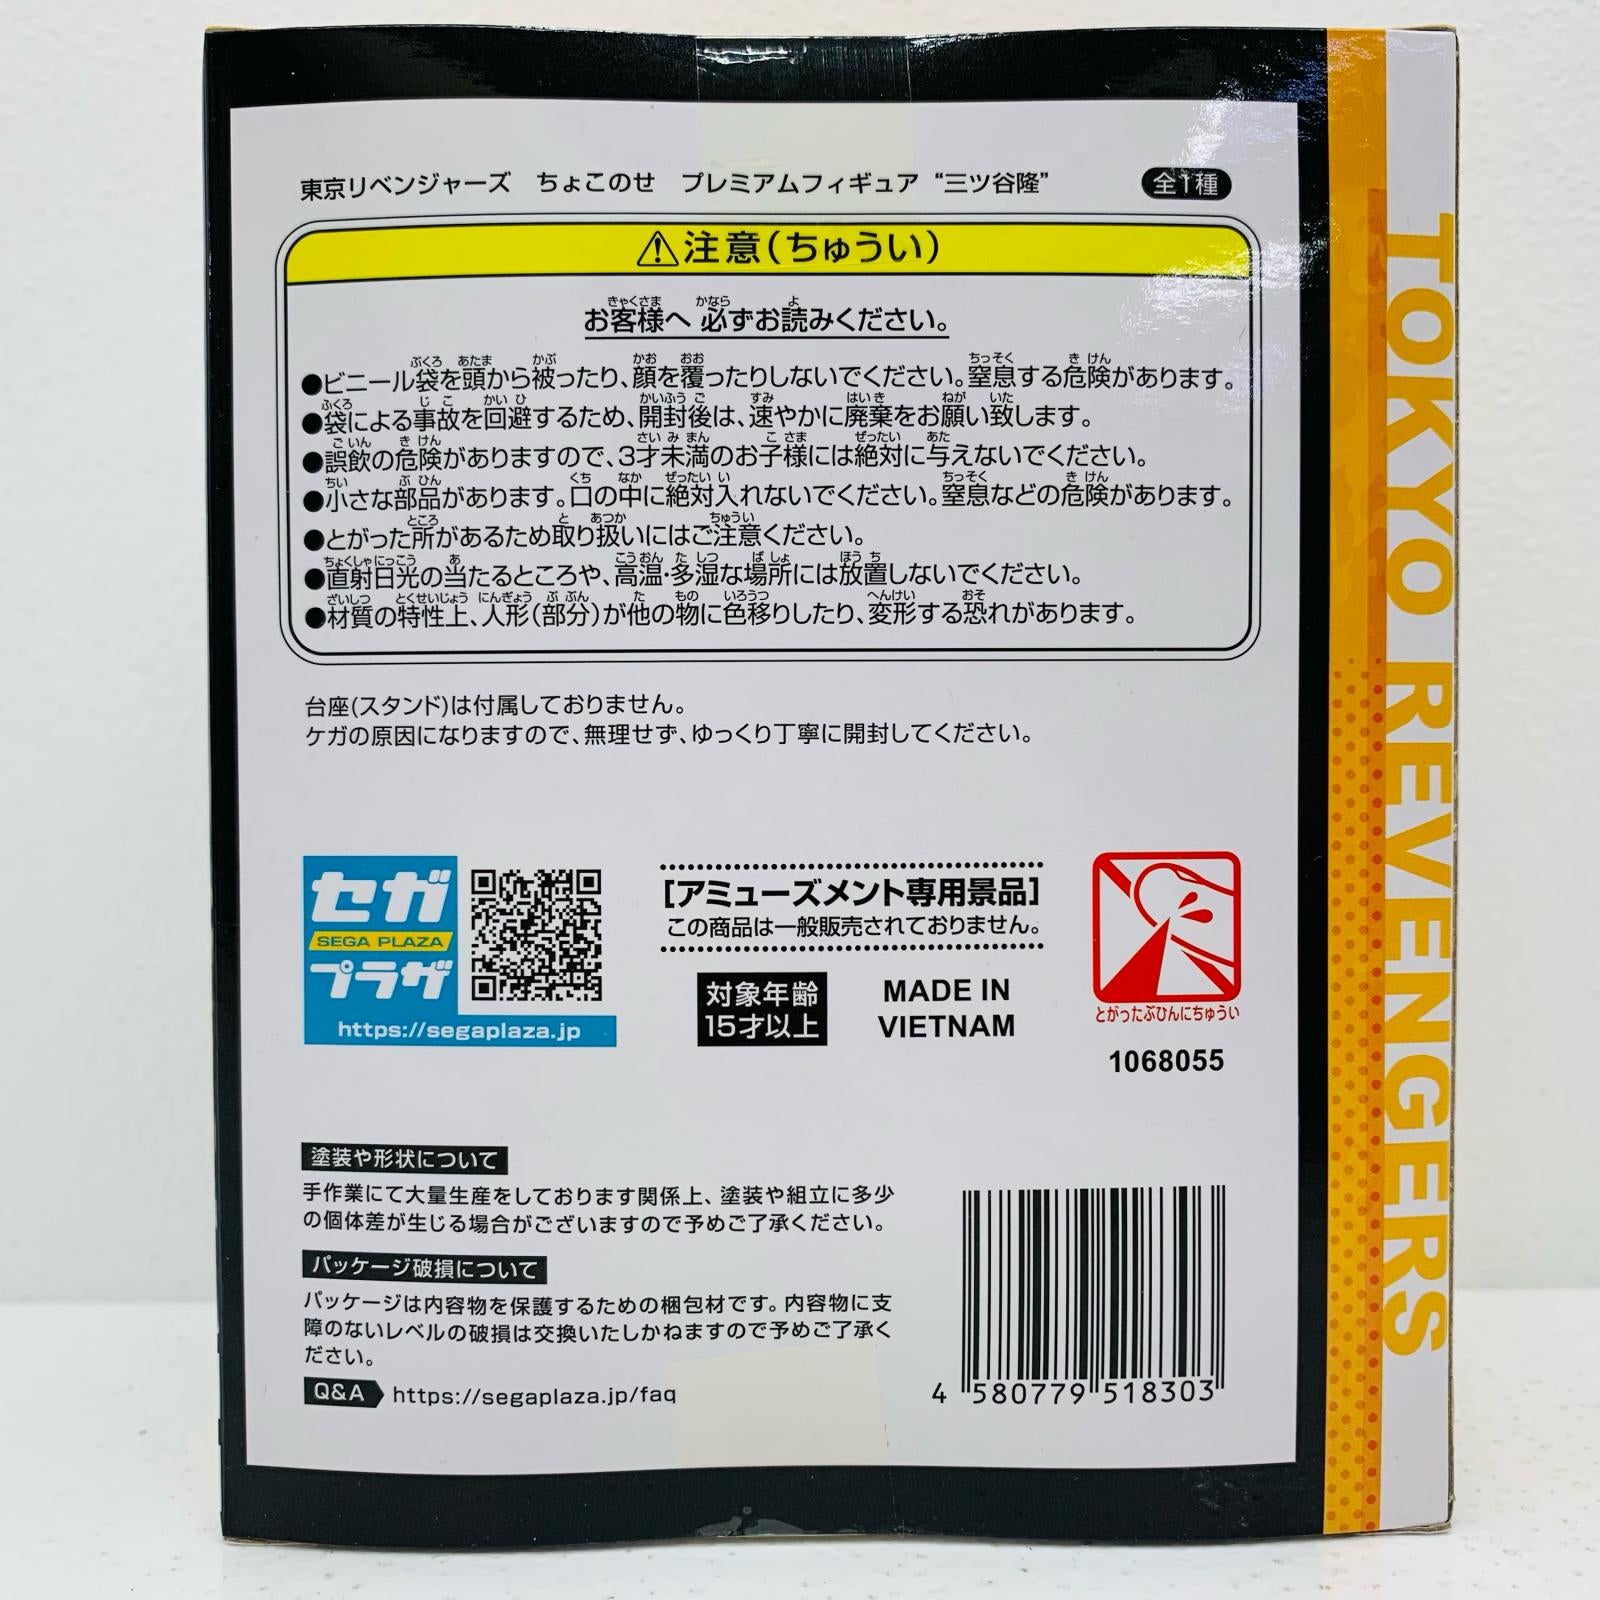 東京リベンジャーズ　ちょこのせ　プレミアムフィギュア “三ツ谷隆”
全1種
⚠注意(ちゅうい)
お客様へ 必ずお読みください。
●ビニール袋を頭から被ったり、顔を覆ったりしないでください。窒息する危険があります。
●袋による事故を回避するため、開封後は、速やかに廃棄をお願い致します。
●誤飲の危険がありますので、3才未満のお子様には絶対に与えないでください。
●小さな部品があります。口の中に絶対入れないでください。窒息などの危険があります。
●とがった所があるため取り扱いにはご注意ください。
●直射日光の当たるところや、高温・多湿な場所には放置しないでください。
●材質の特性上、人形(部分)が他の物に色移りしたり、変形する恐れがあります。
台座(スタンド)は付属しておりません。
ケガの原因になりますので、無理せず、ゆっくり丁寧に開封してください。
セガ
SEGA PLAZA
プラザ
https://segaplaza.jp
[アミューズメント専用景品]
この商品は一般販売されておりません。
対象年齢
15才以上
MADE IN
VIETNAM
とがったぶひんにちゅうい
1068055
塗装や形状について
手作業にて大量生産をしております関係上、塗装や組立に多少
の個体差が生じる場合がございますので予めご了承ください。
パッケージ破損について
パッケージは内容物を保護するための梱包材です。内容物に支
障のないレベルの破損は交換いたしかねますので予めご了承く
ださい。
Q&A https://segaplaza.jp/faq
4 580779 518303
TOKYO REVENGERS